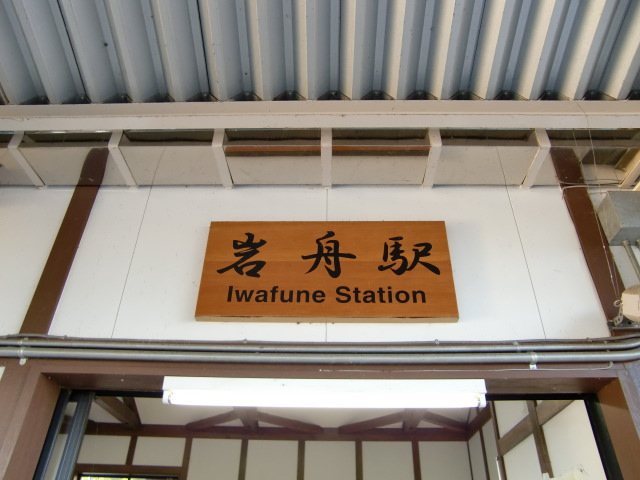 岩舟駅
Iwafune Station